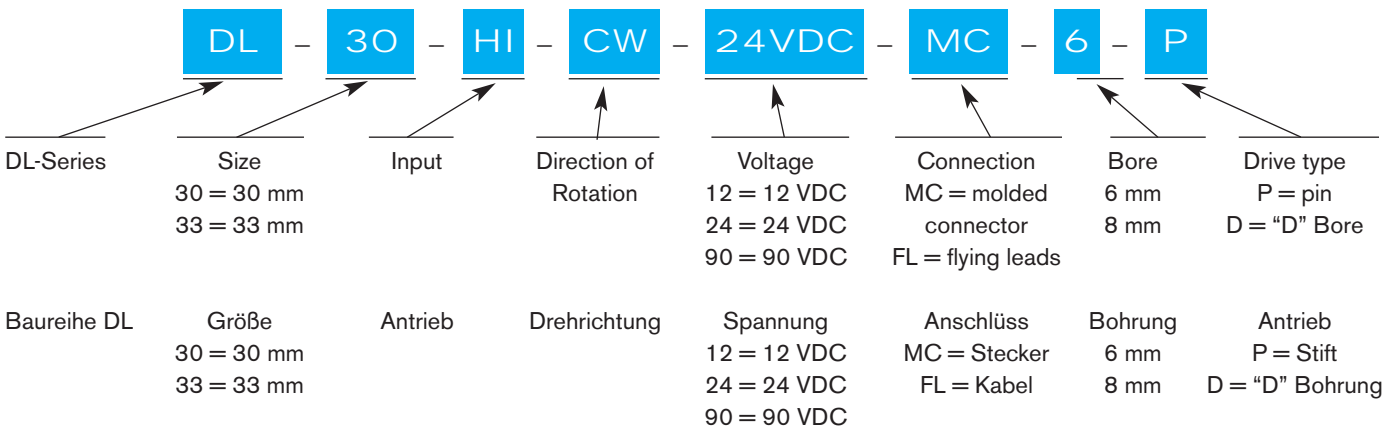 DL – 30 – HI – CW – 24VDC – MC – 6 – P
DL-Series
Size
30 = 30 mm
33 = 33 mm
Input
Direction of
Rotation
Voltage
12 = 12 VDC
24 = 24 VDC
90 = 90 VDC
Connection
MC = molded
connector
FL = flying leads
Bore
6 mm
8 mm
Drive type
P = pin
D = “D” Bore
Baureihe DL
Größe
30 = 30 mm
33 = 33 mm
Antrieb
Drehrichtung
Spannung
12 = 12 VDC
24 = 24 VDC
90 = 90 VDC
Anschlüss
MC = Stecker
FL = Kabel
Bohrung
6 mm
8 mm
Antrieb
P = Stift
D = “D” Bohrung